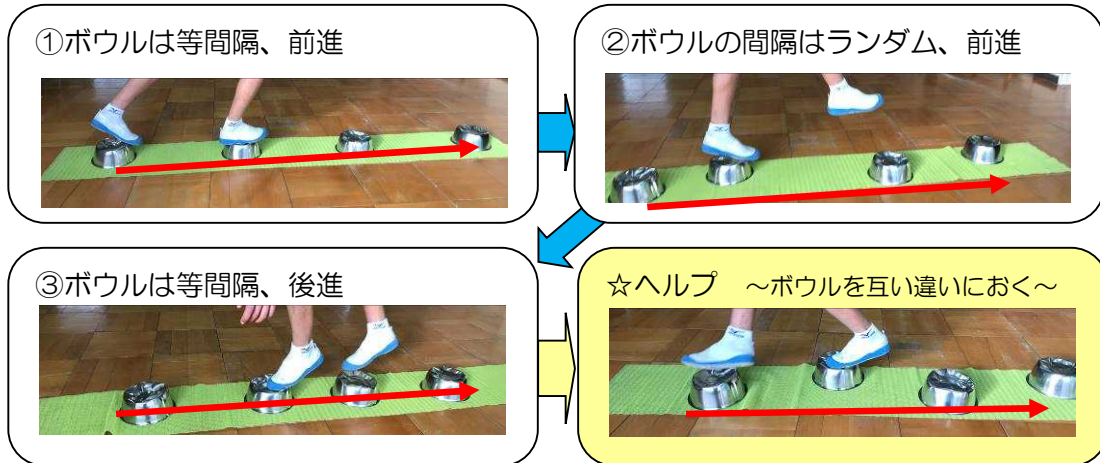 ①ボウルは等間隔、前進
②ボウルの間隔はランダム、前進
③ボウルは等間隔、後進
☆ヘルプ　～ボウルを互い違いにおく～